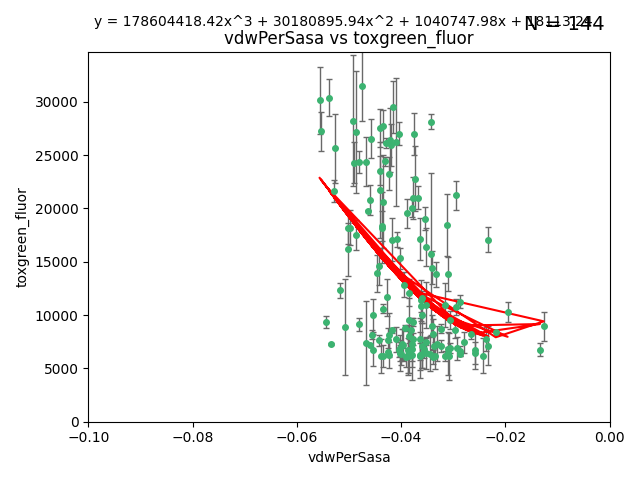 y = 178604418.42x^3 + 30180895.94x^2 + 1040747.98x +
N = 144
vdwPerSasa vs toxgreen_fluor
toxgreen_fluor
30000
25000
20000
15000
10000
5000
0
−0.10 −0.08 −0.06 −0.04 −0.02 0.00
vdwPerSasa